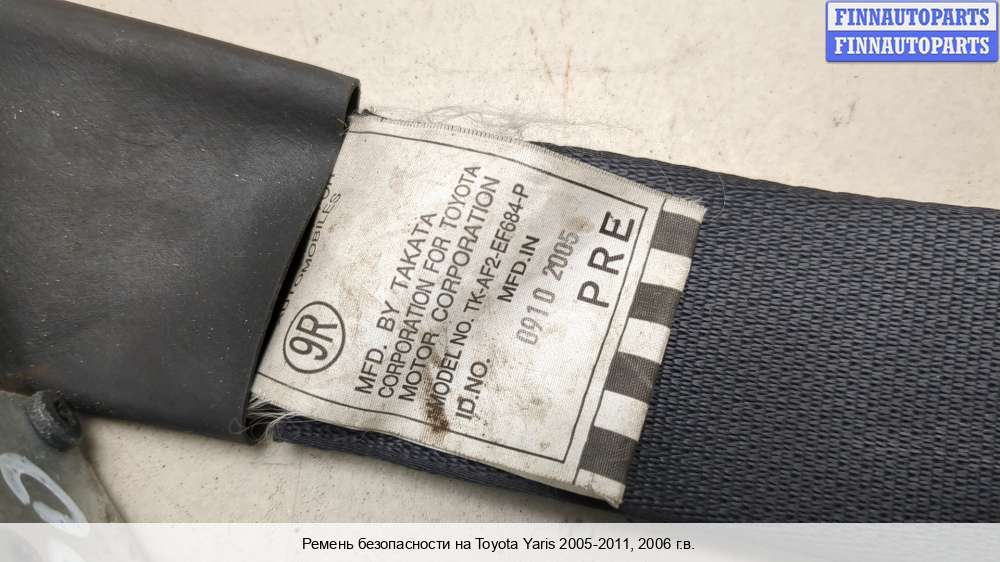 FINNAUTOPARTS
FINNAUTOPARTS
AUTOMOBILES
9R
MFD. BY TAKATA
CORPORATION FOR TOYOTA
MOTOR CORPORATION
MODEL NO. TK-AF2-EF684-P
ID.NO. MFD.IN
0910 2005
PRE
Ремень безопасности на Toyota Yaris 2005-2011, 2006 г.в.